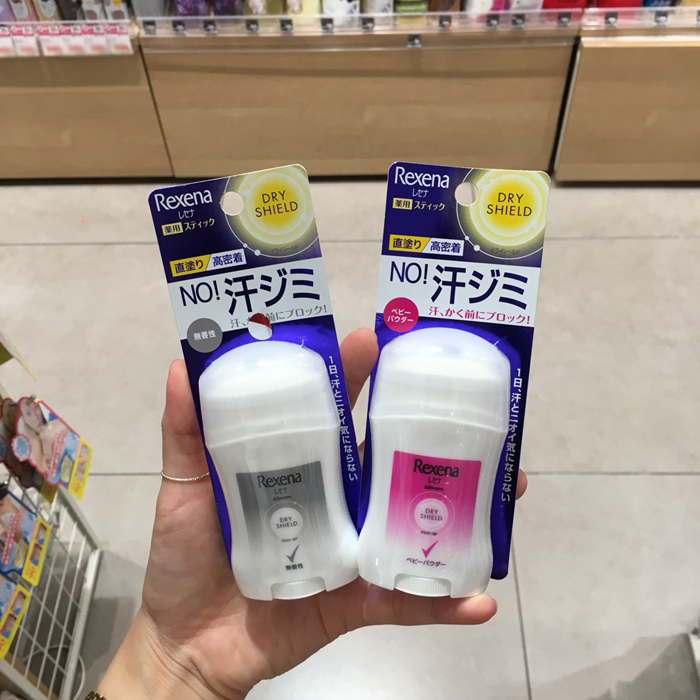 Rexena
レセナ
薬用 スティック
DRY
SHIELD
直塗り/高密着
NO! 汗ジミ
汗、かく前にブロック!
無香性
1日、汗とニオイ気にならない
Rexena
レセナ
DRY
SHIELD
無香性
Rexena
レセナ
薬用 スティック
DRY
SHIELD
直塗り/高密着
NO! 汗ジミ
汗、かく前にブロック!
ベビー
パウダー
1日、汗とニオイ気にならない
Rexena
レセナ
DRY
SHIELD
ベビーパウダー